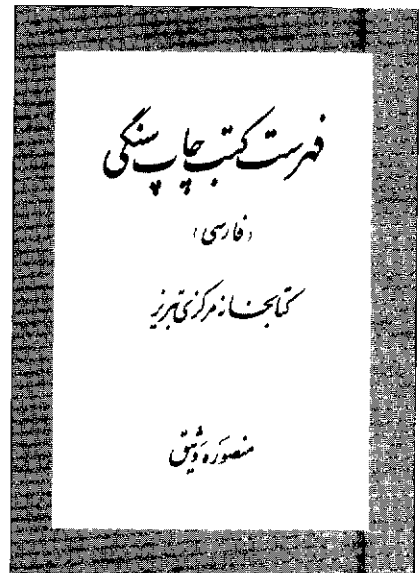 فهرست کتب چاپ سنگی
(فارسی)
کتابخانه مرکزی تبریز
منصوره وثیق